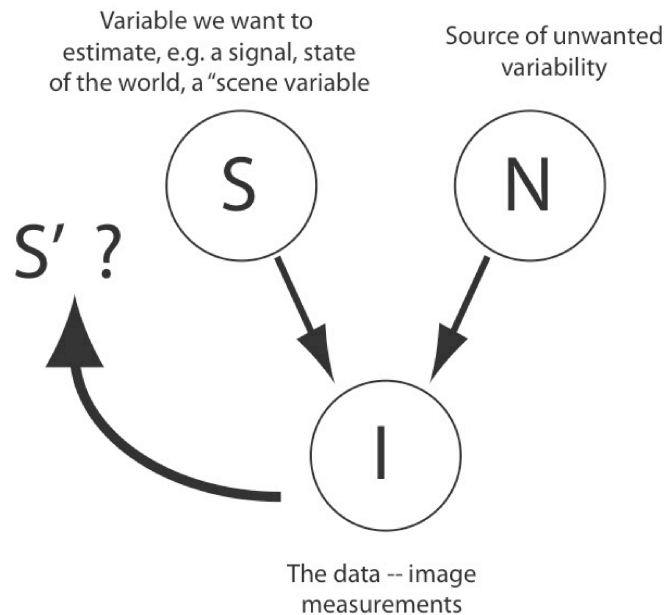 Variable we want to
estimate, e.g. a signal, state
of the world, a “scene variable
Source of unwanted
variability
S
N
S′ ?
I
The data -- image
measurements